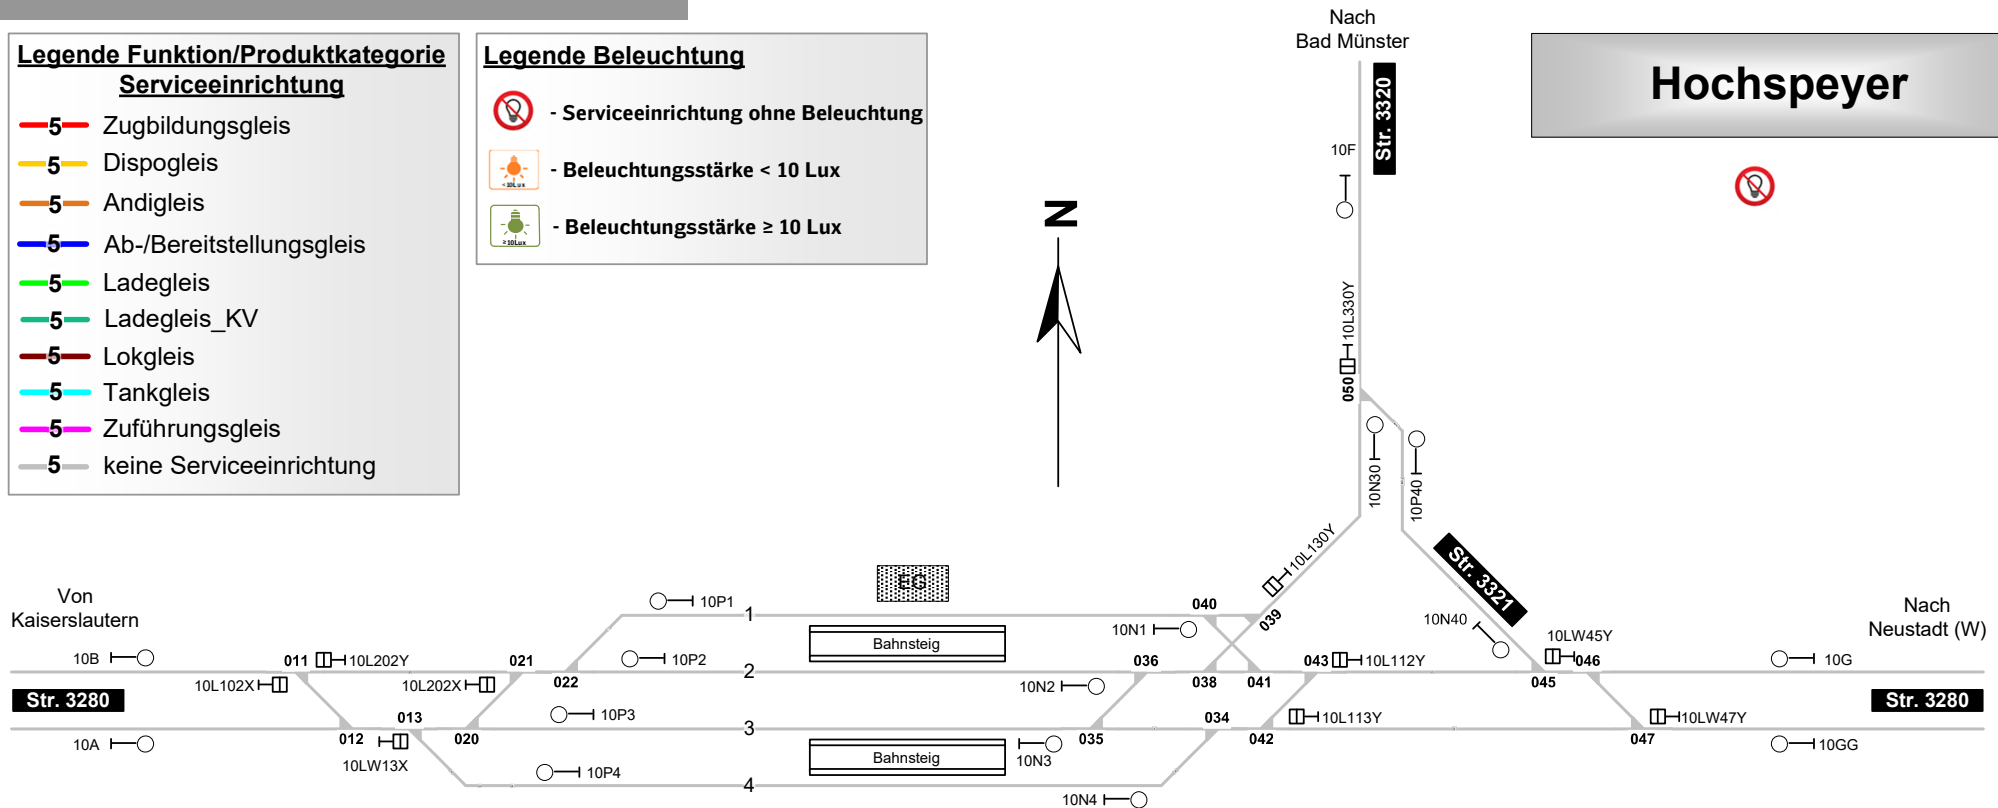 Legende Funktion/Produktkategorie
Serviceeinrichtung
5 Zugbildungsgleis
5 Dispogleis
5 Andigleis
5 Ab-/Bereitstellungsgleis
5 Ladegleis
5 Ladegleis_KV
5 Lokgleis
5 Tankgleis
5 Zuführungsgleis
5 keine Serviceeinrichtung
Legende Beleuchtung
- Serviceeinrichtung ohne Beleuchtung
<10Lux
- Beleuchtungsstärke < 10 Lux
≥10Lux
- Beleuchtungsstärke ≥ 10 Lux
Nach
Bad Münster
Str. 3320
Hochspeyer
10F
N
10L330Y
050
10N30
10P40
10L130Y
Str. 3321
Von
Kaiserslautern
EG
Nach
Neustadt (W)
10P1
1
040
039
10N1
10N40
10LW45Y
Bahnsteig
10B
011
10L202Y
021
10P2
036
043
10L112Y
046
10G
2
10L102X
10L202X
022
10N2
038
041
045
Str. 3280
Str. 3280
013
10P3
034
10L113Y
10LW47Y
3
10A
012
020
035
042
047
10GG
10LW13X
Bahnsteig
10N3
10P4
4
10N4